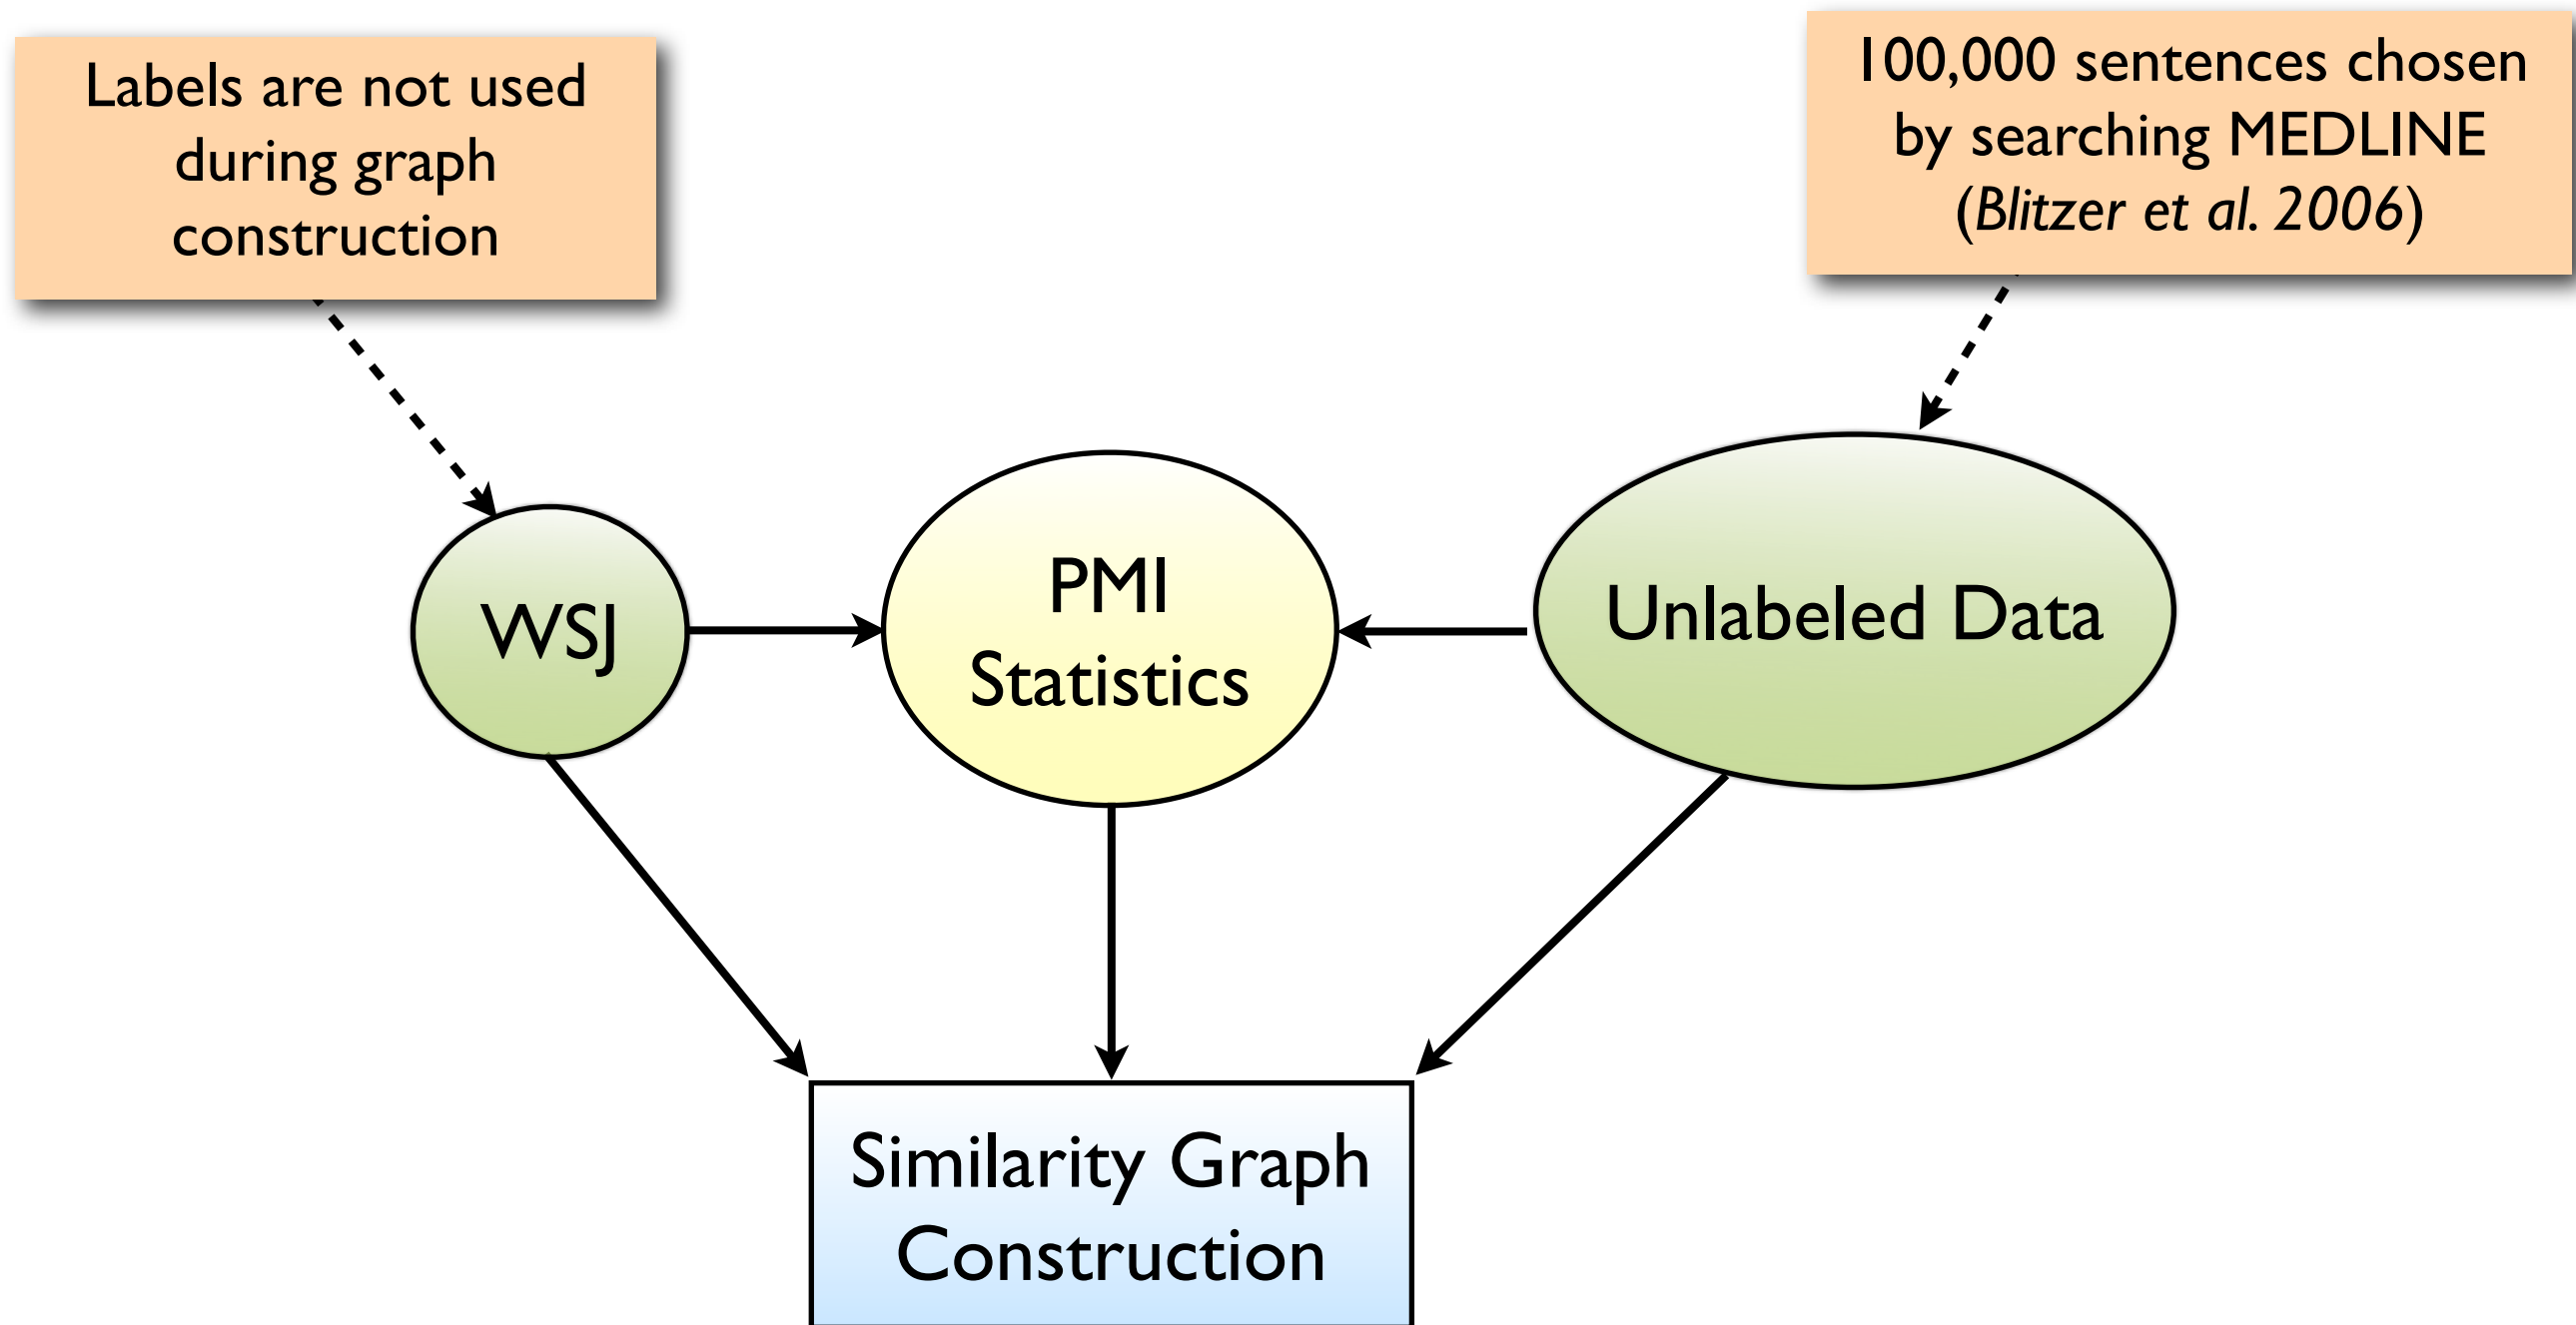 Labels are not used
during graph
construction
100,000 sentences chosen
by searching MEDLINE
(Blitzer et al. 2006)
WSJ
PMI
Statistics
Unlabeled Data
Similarity Graph
Construction